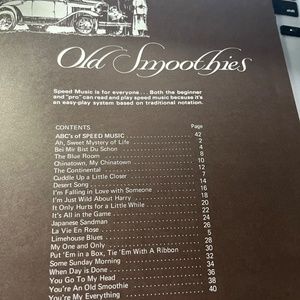 Old Smoothies
Speed Music is for everyone . . . Both the beginner
and "pro" can read and play speed music because it's
an easy-play system based on traditional notation.
CONTENTS Page
ABC's of SPEED MUSIC 42
Ah, Sweet Mystery of Life 2
Bei Mir Bist Du Schon 4
The Blue Room 8
Chinatown, My Chinatown 10
The Continental 12
Cuddle Up a Little Closer 7
Desert Song 14
I'm Falling in Love with Someone 16
I'm Just Wild About Harry 18
It Only Hurts for a Little While 20
It's All in the Game 22
Japanese Sandman 24
La Vie En Rose 26
Limehouse Blues 5
My One and Only 28
Put 'Em in a Box, Tie 'Em With A Ribbon 30
Some Sunday Morning 32
When Day is Done 34
You Go To My Head 36
You're An Old Smoothie 38
You're My Everything 40